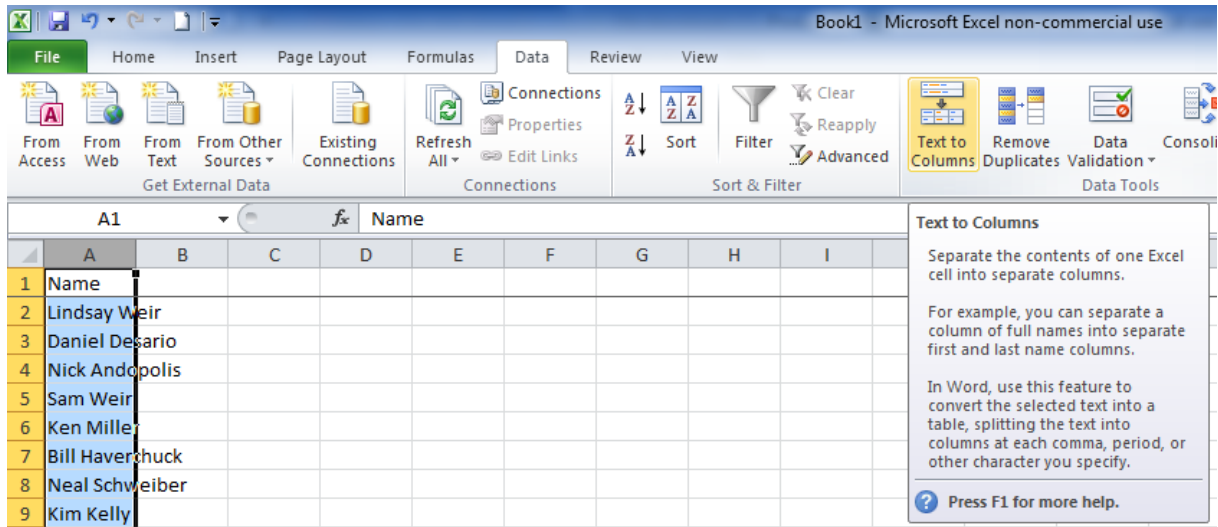 Book1 - Microsoft Excel non-commercial use
File Home Insert Page Layout Formulas Data Review View
From Access
From Web
From Text
From Other Sources
Existing Connections
Get External Data
Refresh All
Connections
Properties
Edit Links
Connections
A Z
Z A
A Z
Z A
Sort
Filter
Clear
Reapply
Advanced
Sort & Filter
Text to Columns
Remove Duplicates
Data Validation
Consoli
Data Tools
A1 fx Name
A B C D E F G H I
1 Name
2 Lindsay Weir
3 Daniel Desario
4 Nick Andopolis
5 Sam Weir
6 Ken Miller
7 Bill Haverchuck
8 Neal Schweiber
9 Kim Kelly
Text to Columns
Separate the contents of one Excel
cell into separate columns.
For example, you can separate a
column of full names into separate
first and last name columns.
In Word, use this feature to
convert the selected text into a
table, splitting the text into
columns at each comma, period, or
other character you specify.
Press F1 for more help.